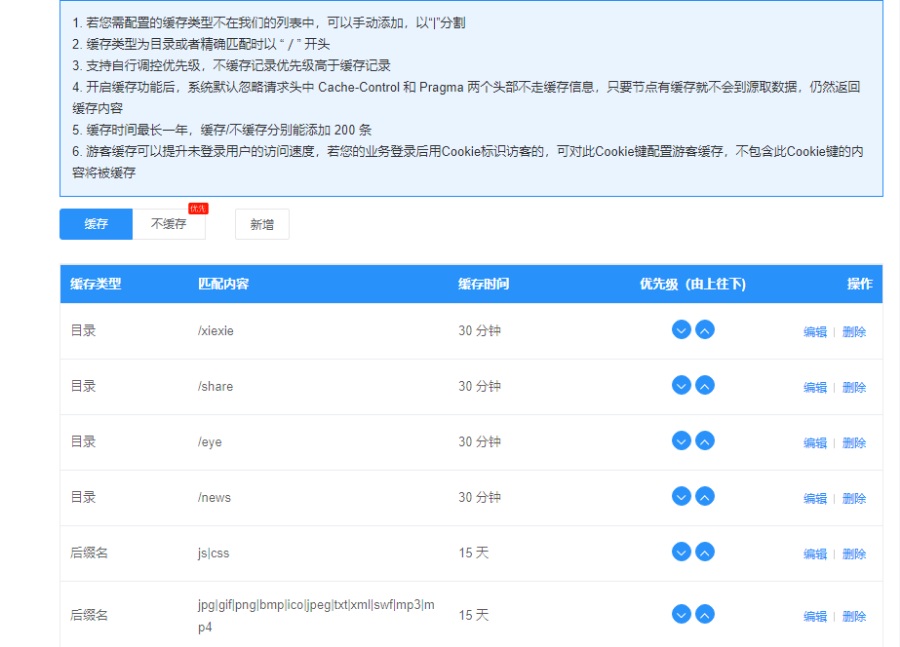 1. 若您需配置的缓存类型不在我们的列表中，可以手动添加，以“|”分割
2. 缓存类型为目录或者精确匹配时以 “ / ” 开头
3. 支持自行调控优先级，不缓存记录优先级高于缓存记录
4. 开启缓存功能后，系统默认忽略请求头中 Cache-Control 和 Pragma 两个头部不走缓存信息，只要节点有缓存就不会到源取数据，仍然返回
缓存内容
5. 缓存时间最长一年，缓存/不缓存分别能添加 200 条
6. 游客缓存可以提升未登录用户的访问速度，若您的业务登录后用Cookie标识访客的，可对此Cookie键配置游客缓存，不包含此Cookie键的内
容将被缓存
缓存 不缓存 优先 新增
缓存类型 匹配内容 缓存时间 优先级（由上往下） 操作
目录 /xiexie 30 分钟 编辑 | 删除
目录 /share 30 分钟 编辑 | 删除
目录 /eye 30 分钟 编辑 | 删除
目录 /news 30 分钟 编辑 | 删除
后缀名 js|css 15 天 编辑 | 删除
后缀名 jpg|gif|png|bmp|ico|jpeg|txt|xml|swf|mp3|m 15 天 编辑 | 删除
p4